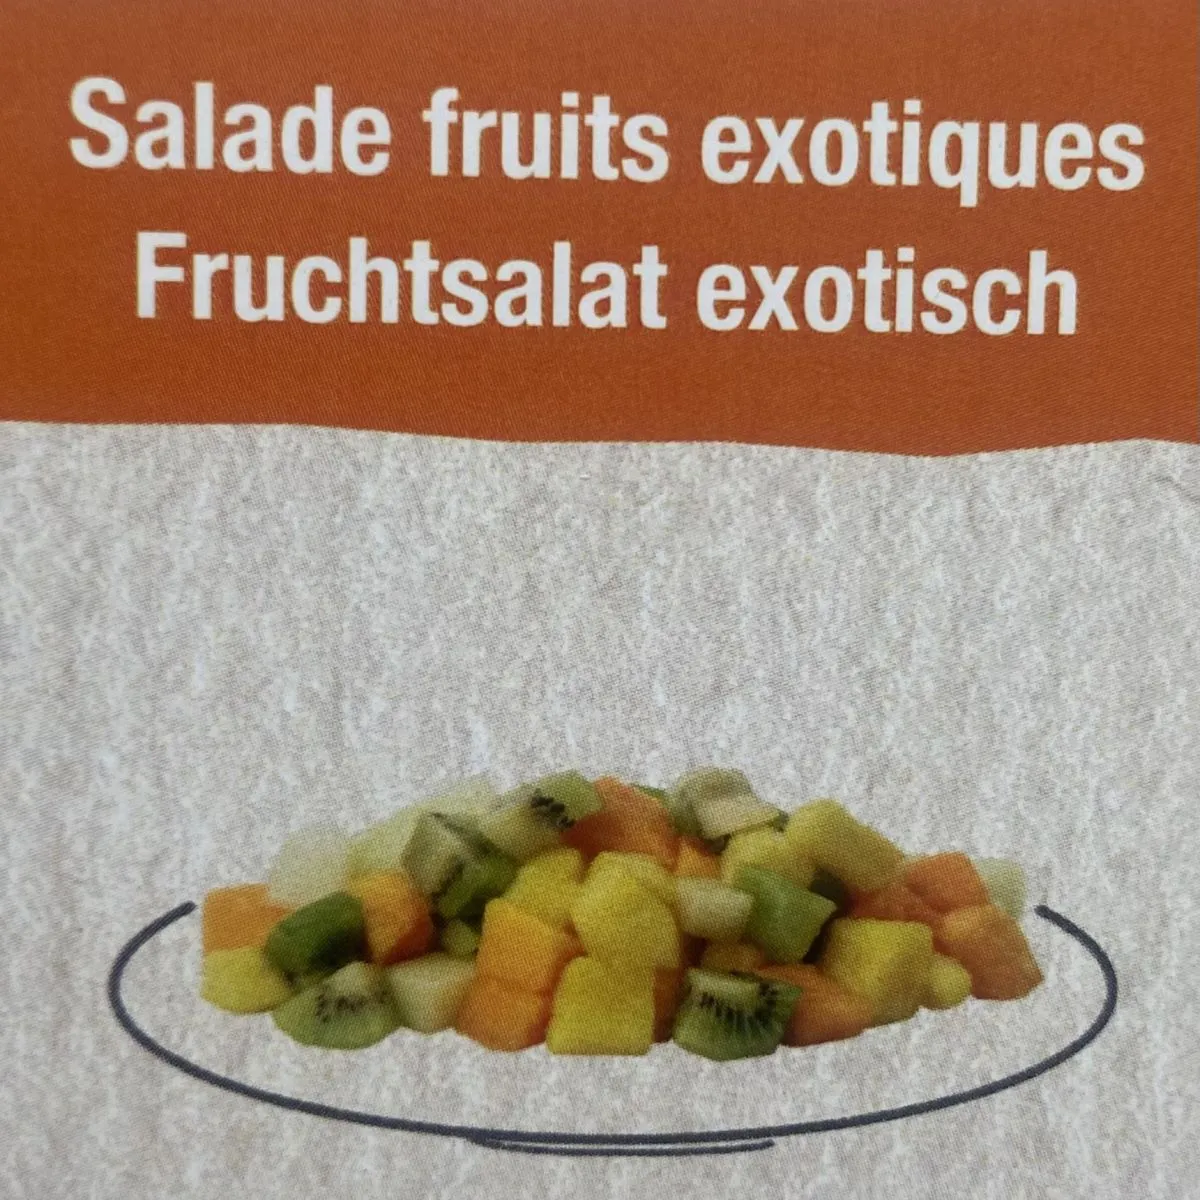 Salade fruits exotiques
Fruchtsalat exotisch